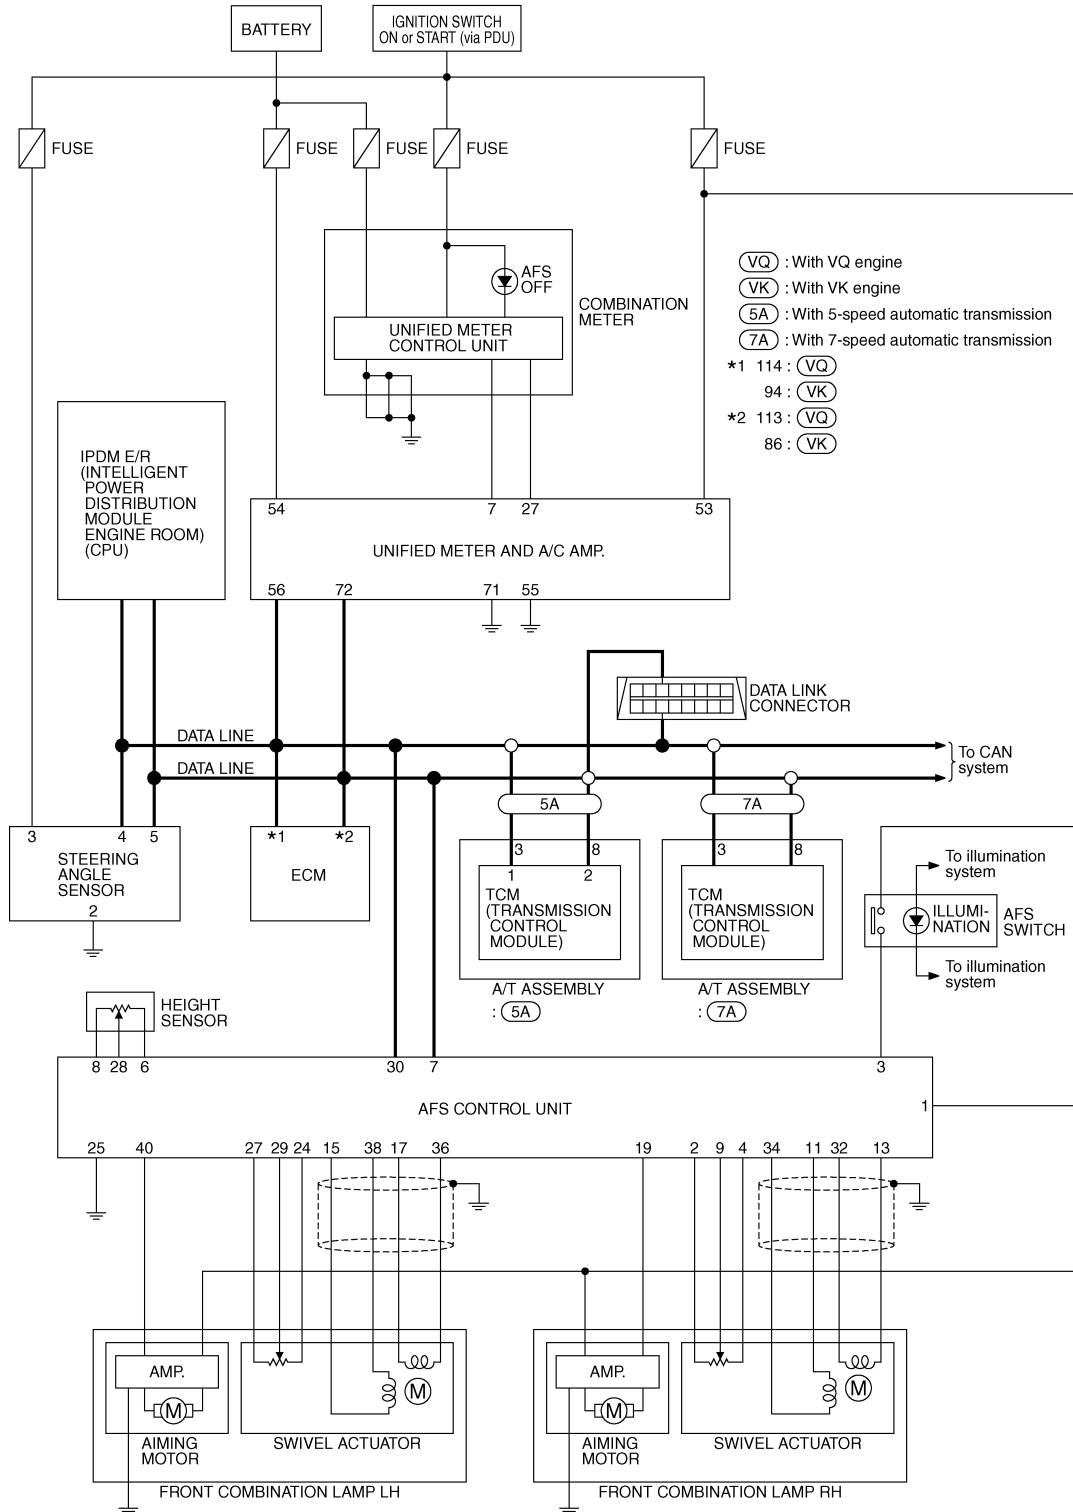 BATTERY
IGNITION SWITCH
ON or START (via PDU)
FUSE
FUSE
FUSE
FUSE
FUSE
AFS
OFF
UNIFIED METER
CONTROL UNIT
COMBINATION
METER
VQ : With VQ engine
VK : With VK engine
5A : With 5-speed automatic transmission
7A : With 7-speed automatic transmission
*1 114 : VQ
94 : VK
*2 113 : VQ
86 : VK
IPDM E/R
(INTELLIGENT
POWER
DISTRIBUTION
MODULE
ENGINE ROOM)
(CPU)
54 7 27 53
UNIFIED METER AND A/C AMP.
56 72 71 55
DATA LINK
CONNECTOR
DATA LINE
DATA LINE
To CAN
system
5A
7A
3 4 5
STEERING
ANGLE
SENSOR
2
*1 *2
ECM
3 8
1 2
TCM
(TRANSMISSION
CONTROL
MODULE)
A/T ASSEMBLY
: 5A
3 8
TCM
(TRANSMISSION
CONTROL
MODULE)
A/T ASSEMBLY
: 7A
To illumination
system
ILLUMI-
NATION
AFS
SWITCH
To illumination
system
HEIGHT
SENSOR
8 28 6 30 7 3
AFS CONTROL UNIT
1
25 40 27 29 24 15 38 17 36 19 2 9 4 34 11 32 13
AMP.
M
M
AIMING
MOTOR
SWIVEL ACTUATOR
FRONT COMBINATION LAMP LH
AMP.
M
M
AIMING
MOTOR
SWIVEL ACTUATOR
FRONT COMBINATION LAMP RH